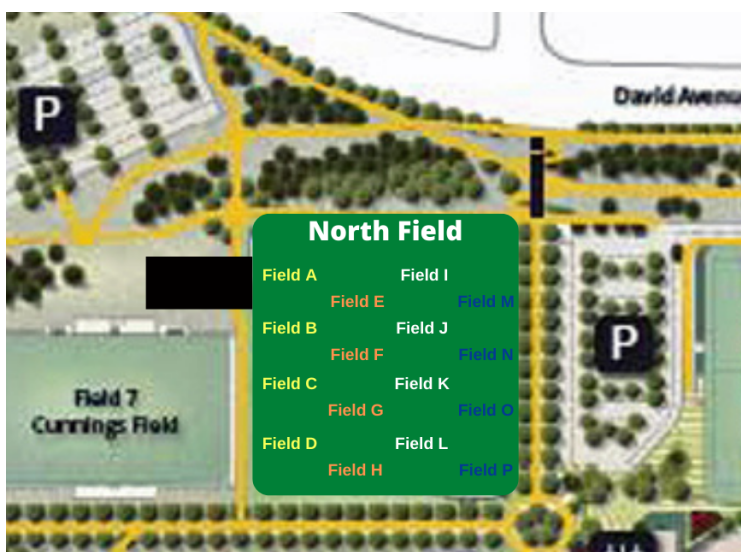 P
David Avenu
North Field
Field A
Field I
Field E
Field M
Field B
Field J
Field F
Field N
P
Field C
Field K
Field G
Field O
Field 7
Cunnings Field
Field D
Field L
Field H
Field P